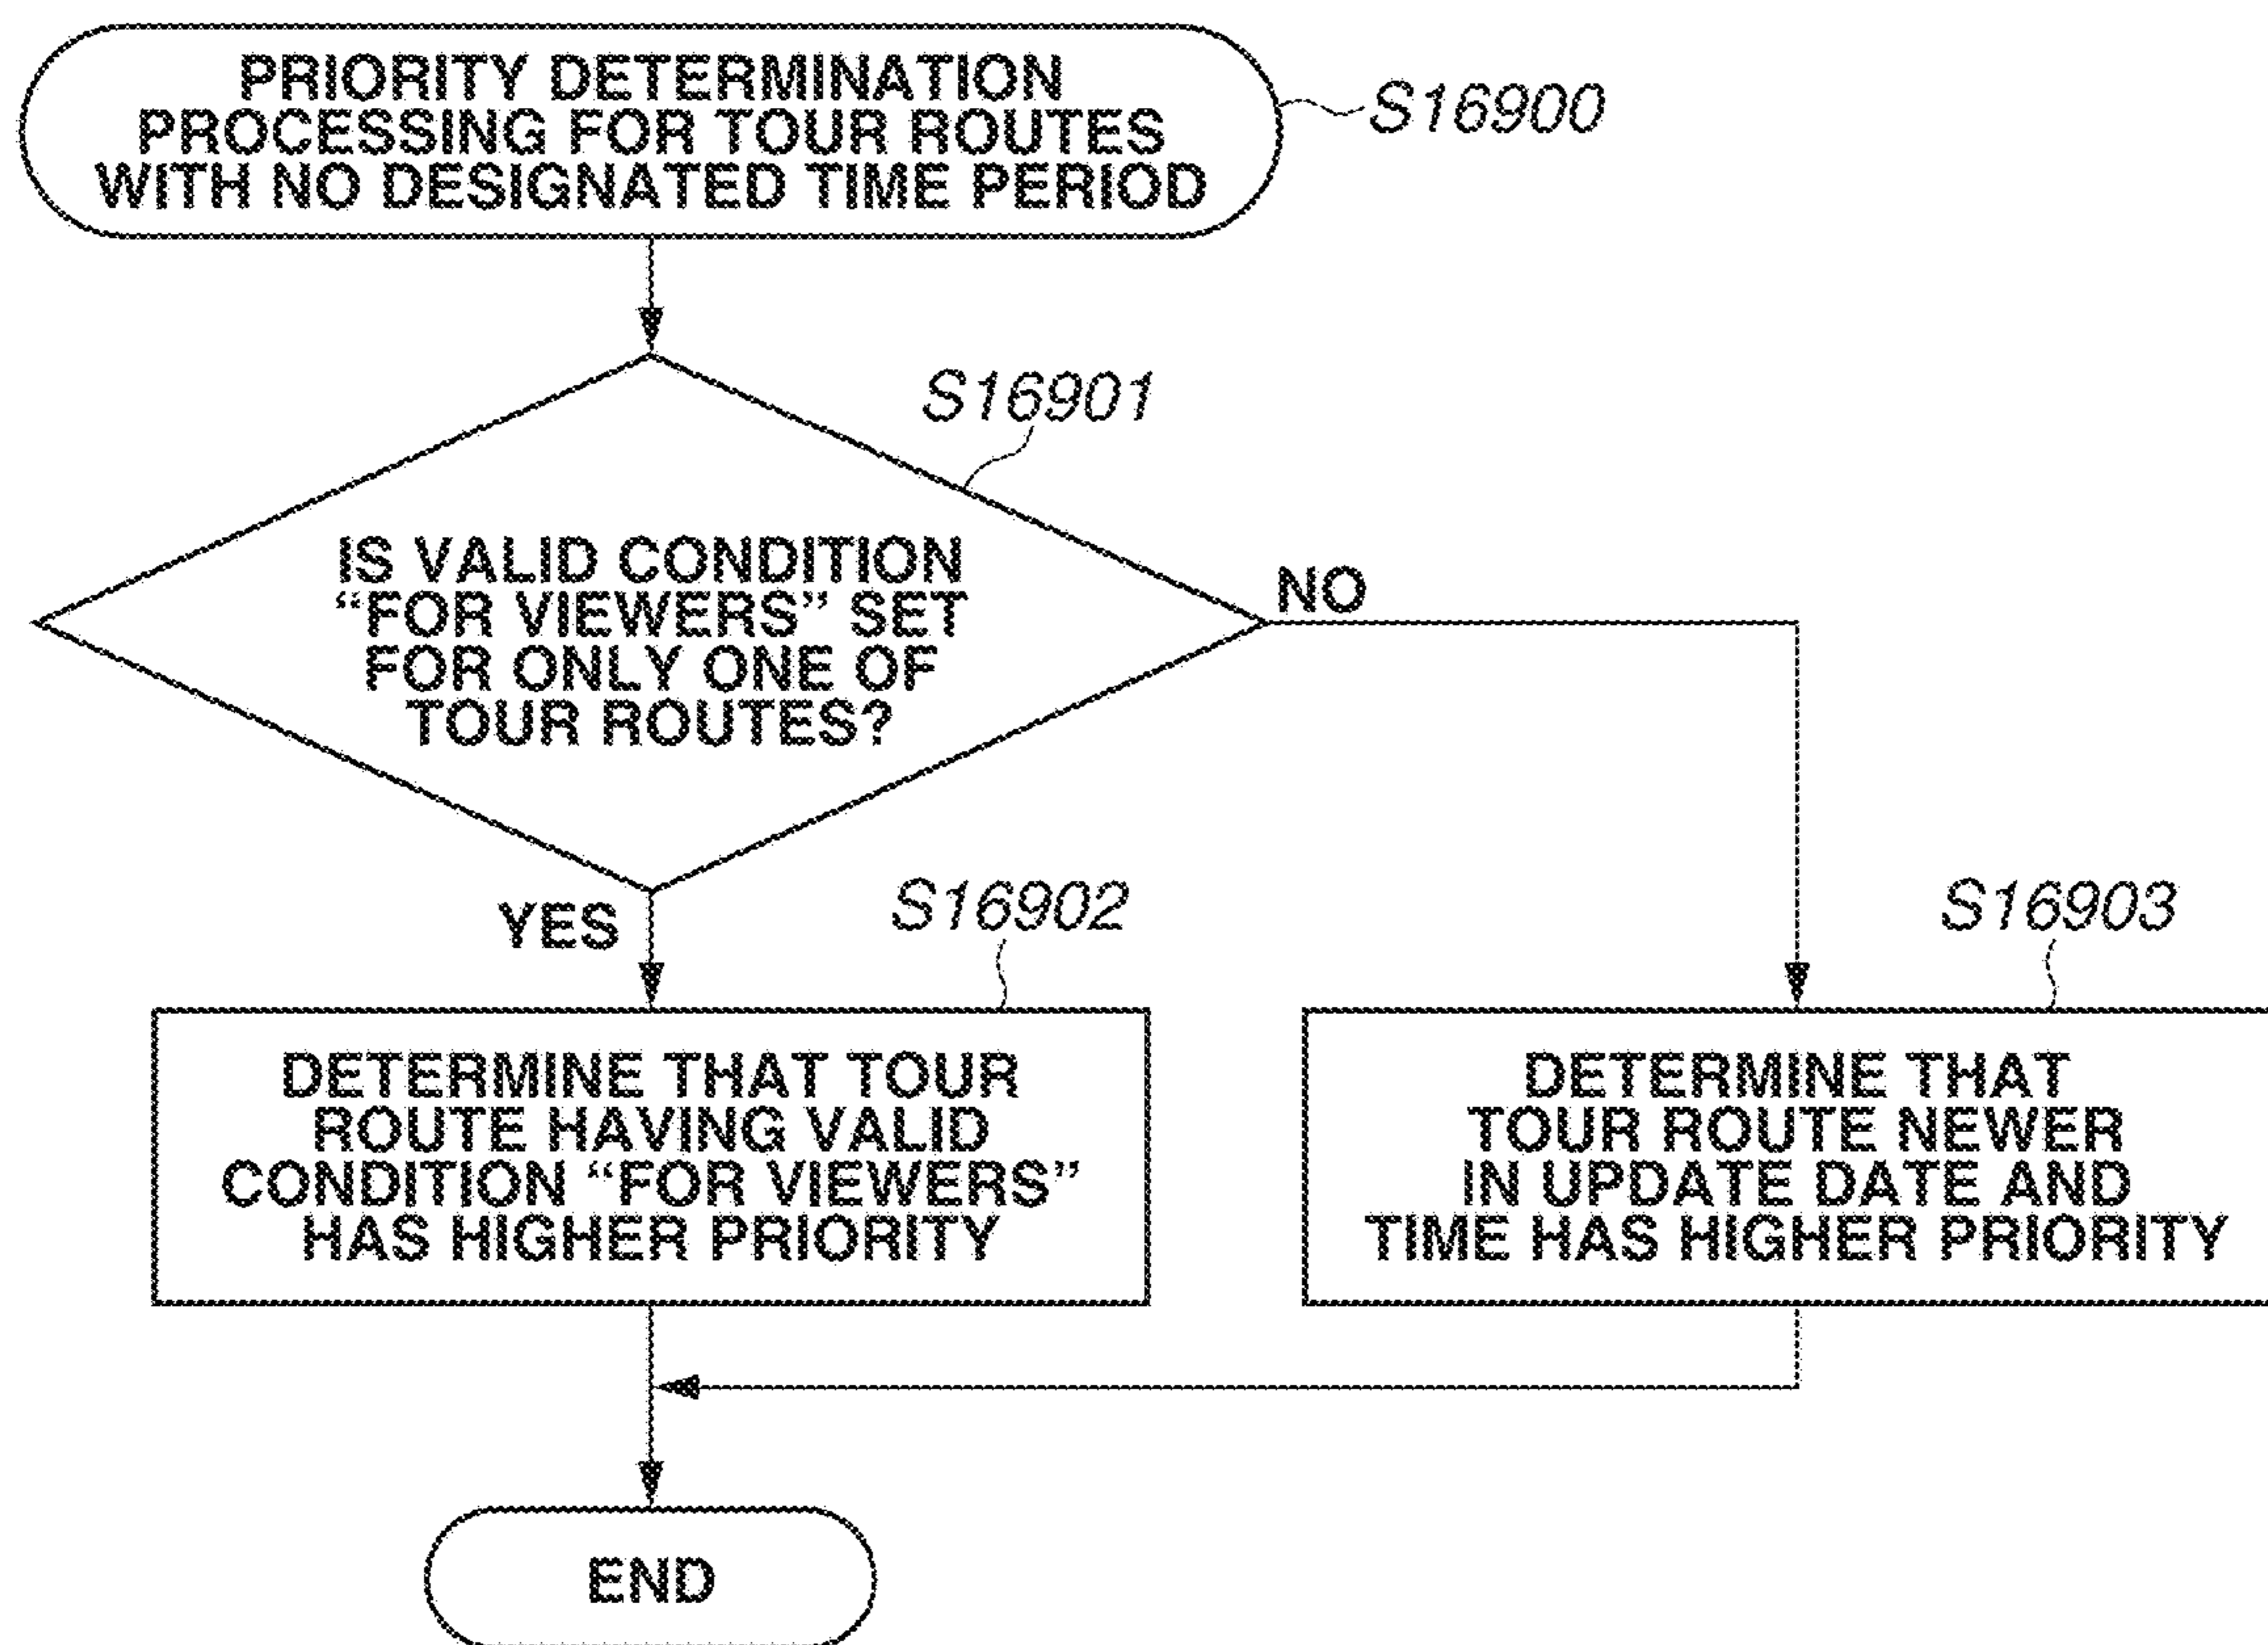 PRIORITY DETERMINATION
PROCESSING FOR TOUR ROUTES
WITH NO DESIGNATED TIME PERIOD
S16900
S16901
IS VALID CONDITION
“FOR VIEWERS” SET
FOR ONLY ONE OF
TOUR ROUTES?
NO
YES
S16902
S16903
DETERMINE THAT TOUR
ROUTE HAVING VALID
CONDITION “FOR VIEWERS”
HAS HIGHER PRIORITY
DETERMINE THAT
TOUR ROUTE NEWER
IN UPDATE DATE AND
TIME HAS HIGHER PRIORITY
END